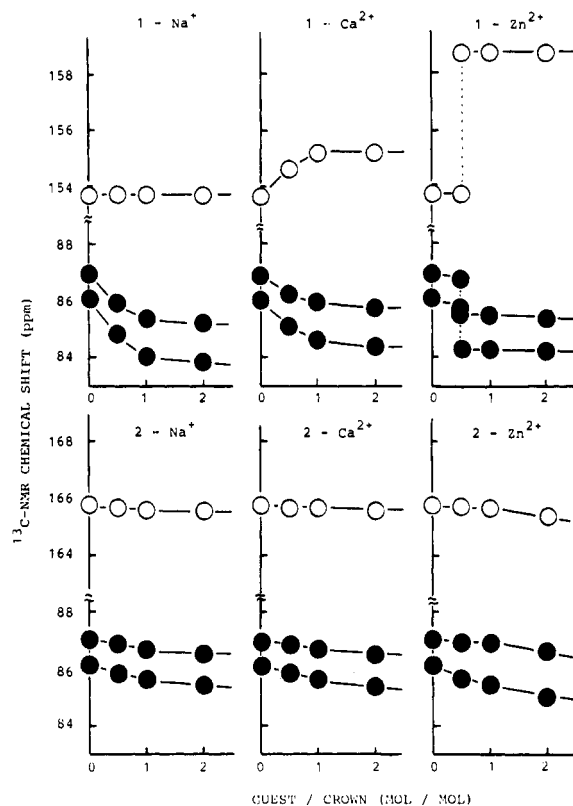 1 - Na+
1 - Ca2+
1 - Zn2+
158
156
154
≈
88
86
84
0 1 2
0 1 2
0 1 2
2 - Na+
2 - Ca2+
2 - Zn2+
168
166
164
≈
88
86
84
0 1 2
0 1 2
0 1 2
13C-NMR CHEMICAL SHIFT (ppm)
GUEST / CROWN (MOL / MOL)